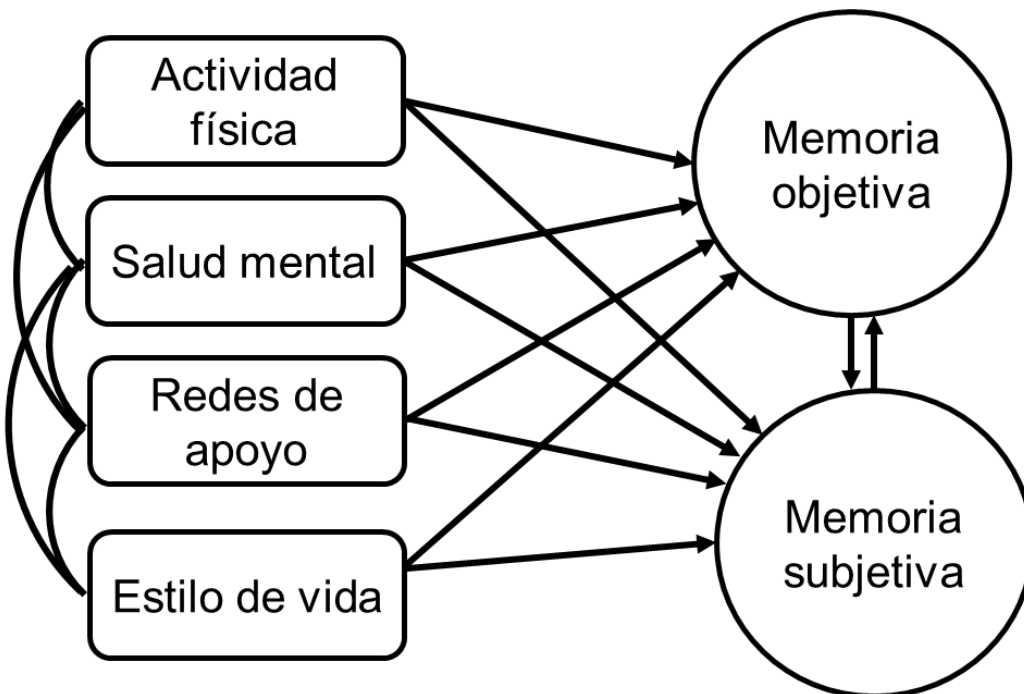 Actividad
física
Salud mental
Redes de
apoyo
Estilo de vida
Memoria
objetiva
Memoria
subjetiva